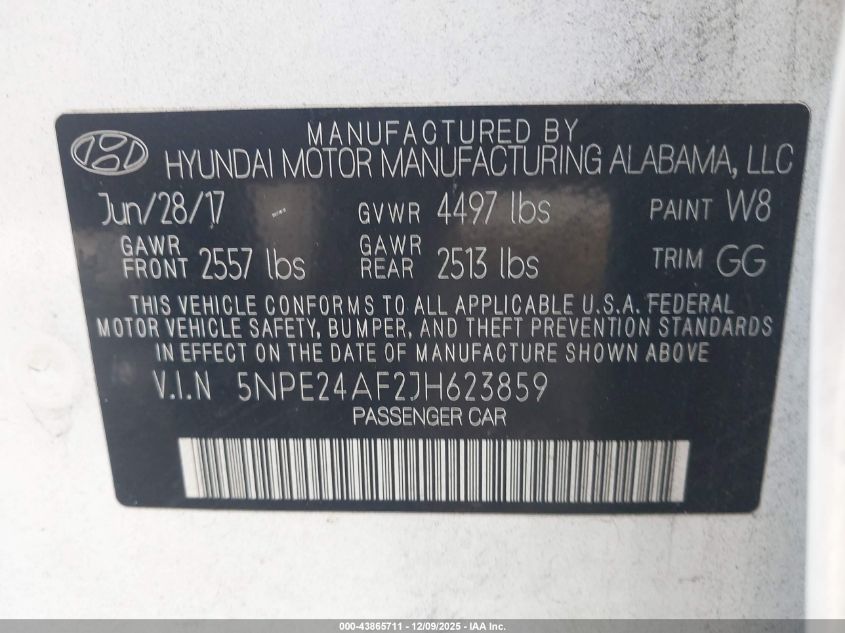 MANUFACTURED BY
HYUNDAI MOTOR MANUFACTURING ALABAMA, LLC
Jun/28/17 GVWR 4497 lbs PAINT W8
GAWR FRONT 2557 lbs GAWR REAR 2513 lbs TRIM GG
THIS VEHICLE CONFORMS TO ALL APPLICABLE U.S.A. FEDERAL
MOTOR VEHICLE SAFETY, BUMPER, AND THEFT PREVENTION STANDARDS
IN EFFECT ON THE DATE OF MANUFACTURE SHOWN ABOVE
V.I.N 5NPE24AF2JH623859
PASSENGER CAR
000-43865711 - 12/09/2025 - IAA Inc.